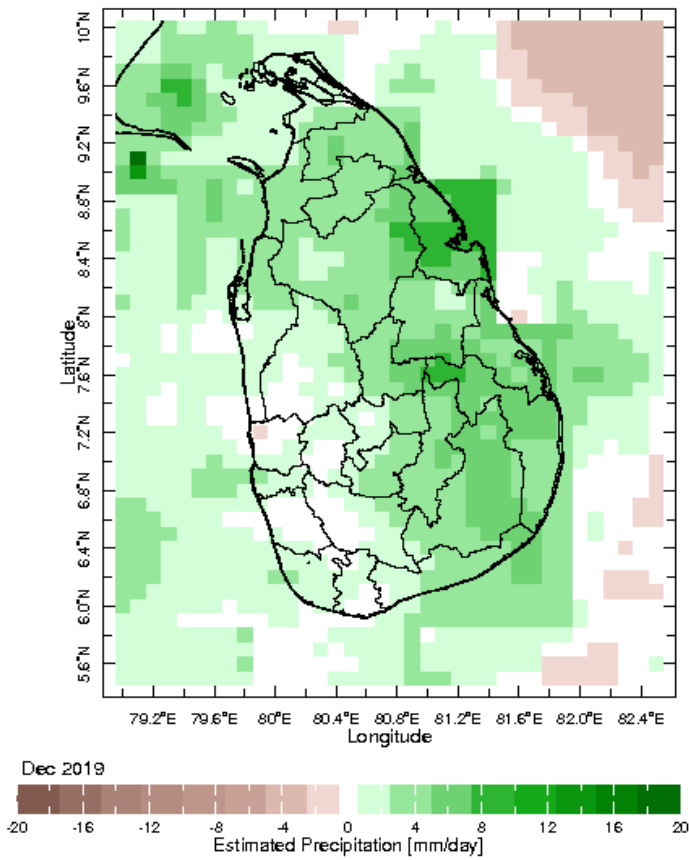 10°N
9.6°N
9.2°N
8.8°N
8.4°N
8°N
7.6°N
7.2°N
6.8°N
6.4°N
6.0°N
5.6°N
Latitude
79.2°E 79.6°E 80°E 80.4°E 80.8°E 81.2°E 81.6°E 82.0°E 82.4°E
Longitude
Dec 2019
-20 -16 -12 -8 -4 0 4 8 12 16 20
Estimated Precipitation [mm/day]